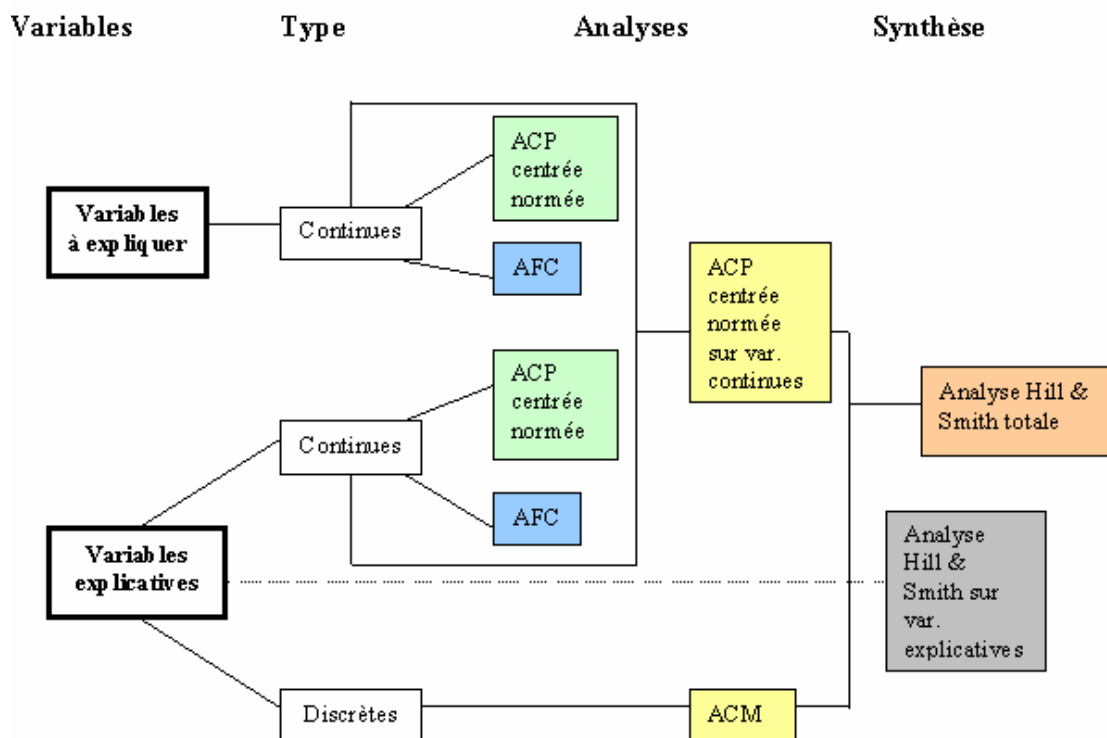 Variables Type Analyses Synthèse
ACP
centrée
normée
Variables
à expliquer
Continues
AFC
ACP
centrée
normée
sur var.
continues
ACP
centrée
normée
Continues
AFC
Analyse Hill &
Smith totale
Variables
explicatives
Analyse
Hill &
Smith sur
var.
explicatives
Discrètes
ACM